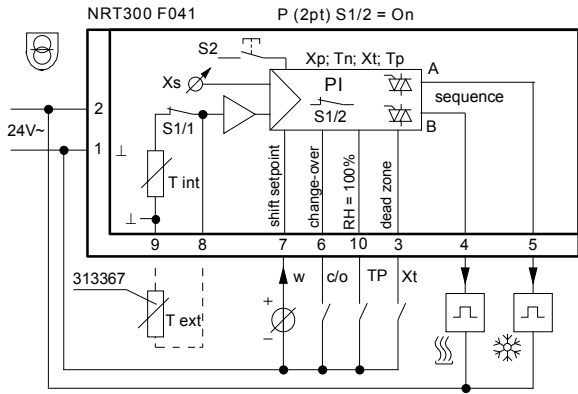 NRT300 F041 P (2pt) S1/2 = On
S2
Xp; Tn; Xt; Tp
A
Xs
PI
sequence
2
S1/1
S1/2
B
24V~
1
⊥
T int
shift setpoint
change-over
RH = 100%
dead zone
⊥
9 8 7 6 10 3 4 5
313367
w c/o TP Xt
+
T ext
–